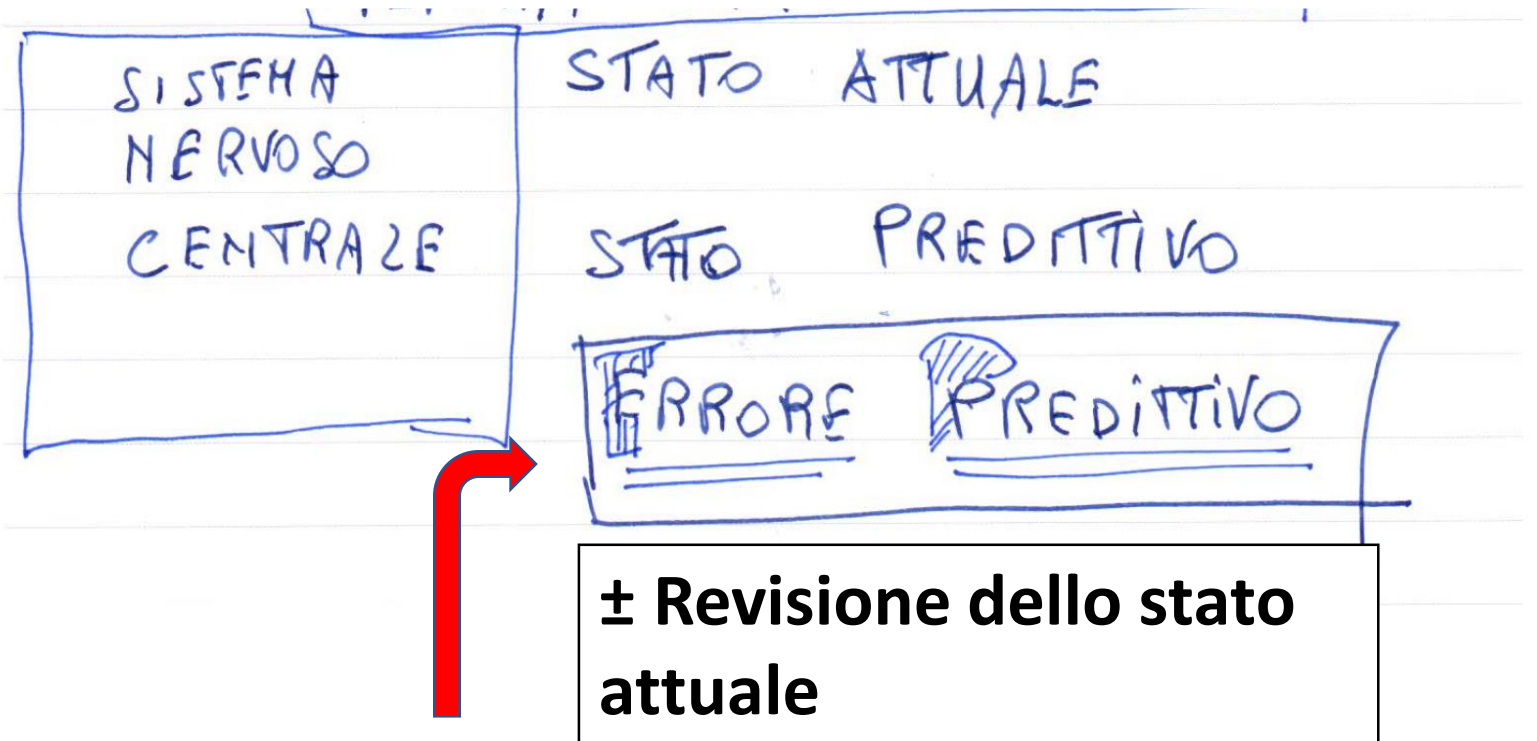 SISTEMA
NERVOSO
CENTRALE
STATO ATTUALE
STATO PREDITTIVO
ERRORE PREDITTIVO
± Revisione dello stato
attuale